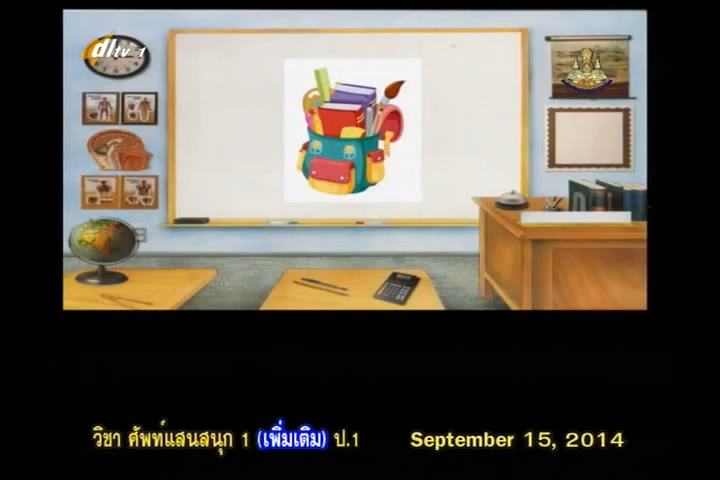 dltv 1
วิชา ศัพท์แสนสนุก 1 (เพิ่มเติม) ป.1
September 15, 2014